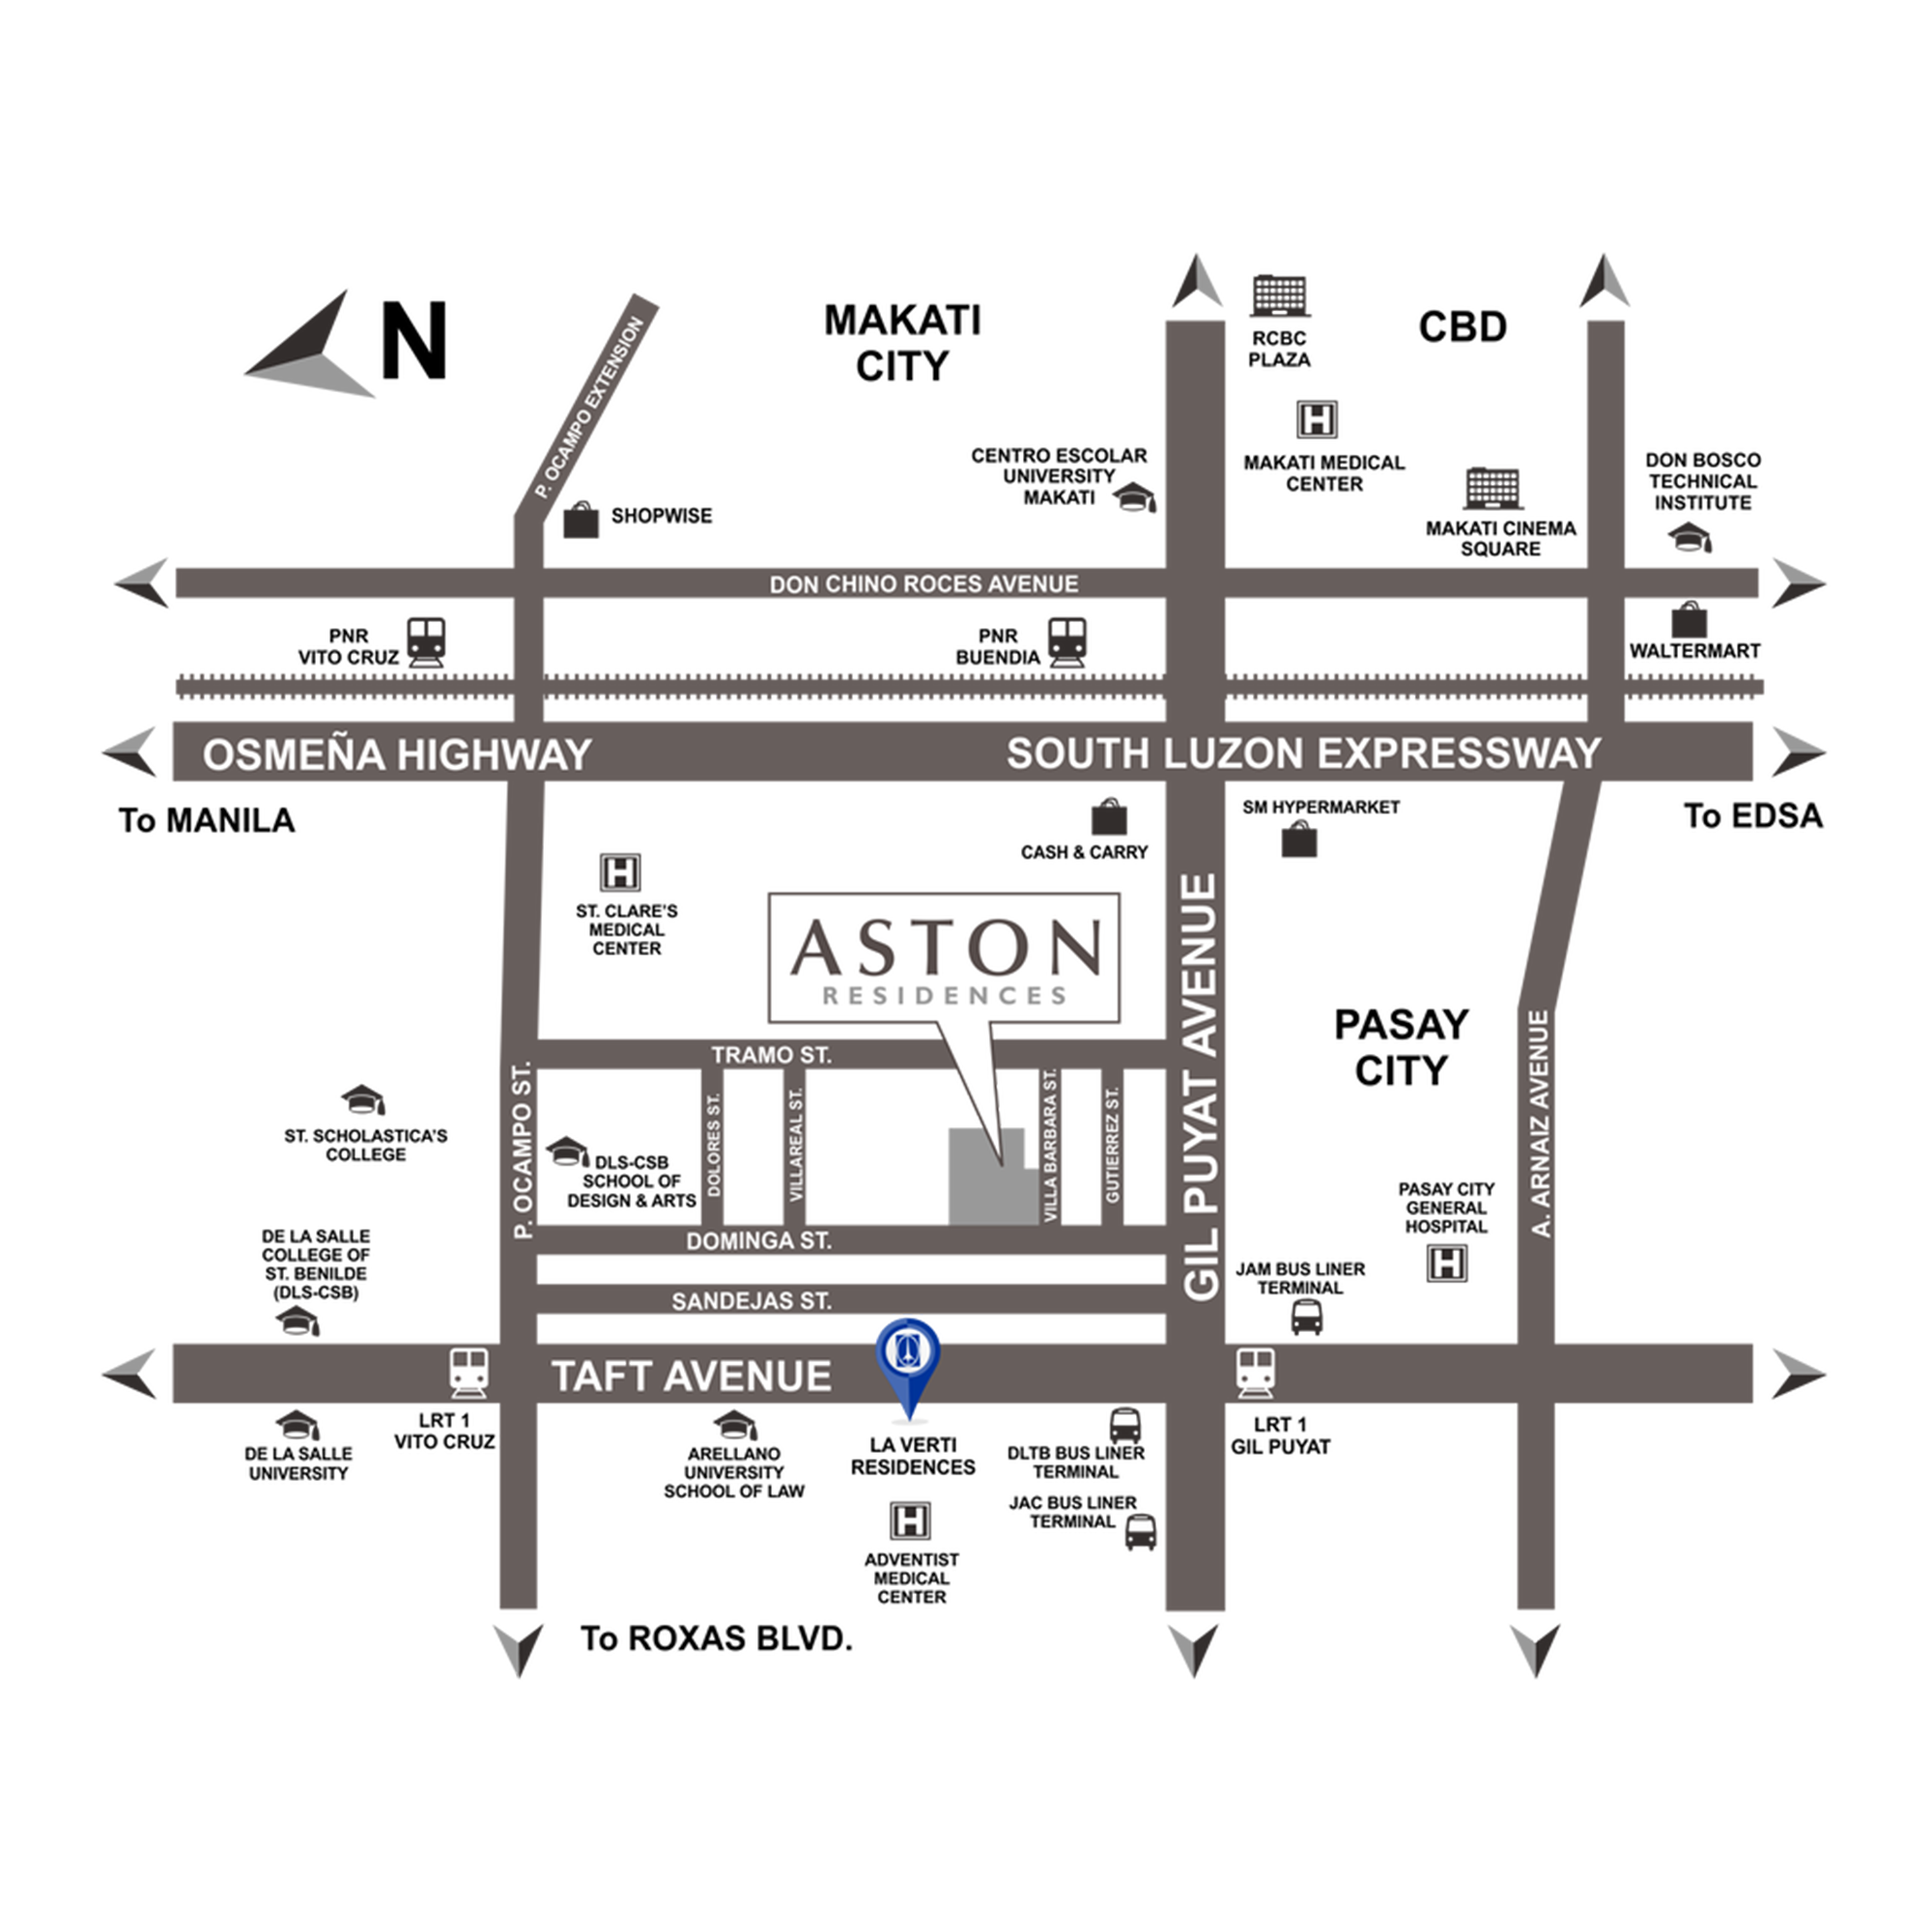 N
P. OCAMPO EXTENSION
MAKATI
CITY
RCBC
PLAZA
CBD
CENTRO ESCOLAR
UNIVERSITY
MAKATI
MAKATI MEDICAL
CENTER
MAKATI CINEMA
SQUARE
DON BOSCO
TECHNICAL
INSTITUTE
SHOPWISE
DON CHINO ROCES AVENUE
PNR
VITO CRUZ
PNR
BUENDIA
WALTERMART
OSMEÑA HIGHWAY
SOUTH LUZON EXPRESSWAY
To MANILA
To EDSA
CASH & CARRY
SM HYPERMARKET
ST. CLARE'S
MEDICAL
CENTER
ASTON
RESIDENCES
GIL PUYAT AVENUE
PASAY
CITY
A. ARNAIZ AVENUE
TRAMO ST.
P. OCAMPO ST.
DOLORES ST.
VILLAREAL ST.
VILLA BARBARA ST.
GUTIERREZ ST.
ST. SCHOLASTICA'S
COLLEGE
DLS-CSB
SCHOOL OF
DESIGN & ARTS
PASAY CITY
GENERAL
HOSPITAL
H
DE LA SALLE
COLLEGE OF
ST. BENILDE
(DLS-CSB)
DOMINGA ST.
JAM BUS LINER
TERMINAL
SANDEJAS ST.
TAFT AVENUE
DE LA SALLE
UNIVERSITY
LRT 1
VITO CRUZ
ARELLANO
UNIVERSITY
SCHOOL OF LAW
LA VERTI
RESIDENCES
DLTB BUS LINER
TERMINAL
LRT 1
GIL PUYAT
JAC BUS LINER
TERMINAL
H
ADVENTIST
MEDICAL
CENTER
To ROXAS BLVD.